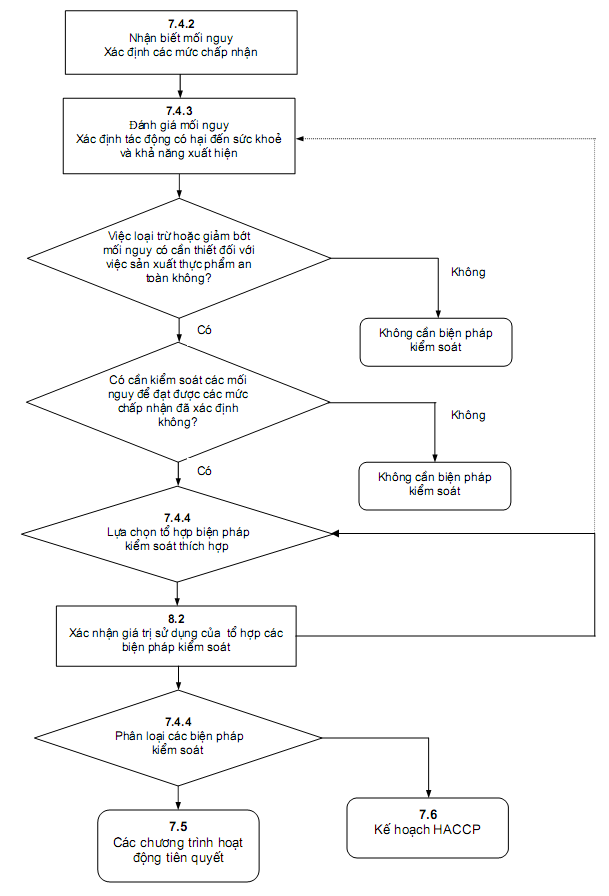 7.4.2
Nhận biết mối nguy
Xác định các mức chấp nhận
7.4.3
Đánh giá mối nguy
Xác định tác động có hại đến sức khoẻ
và khả năng xuất hiện
Việc loại trừ hoặc giảm bớt
mối nguy có cần thiết đối với
việc sản xuất thực phẩm an
toàn không?
Không
Không cần biện pháp
kiểm soát
Có
Có cần kiểm soát các mối
nguy để đạt được các mức
chấp nhận đã xác định
không?
Không
Không cần biện pháp
kiểm soát
Có
7.4.4
Lựa chọn tổ hợp biện pháp
kiểm soát thích hợp
8.2
Xác nhận giá trị sử dụng của tổ hợp các
biện pháp kiểm soát
7.4.4
Phân loại các biện pháp
kiểm soát
7.5
Các chương trình hoạt
động tiên quyết
7.6
Kế hoạch HACCP